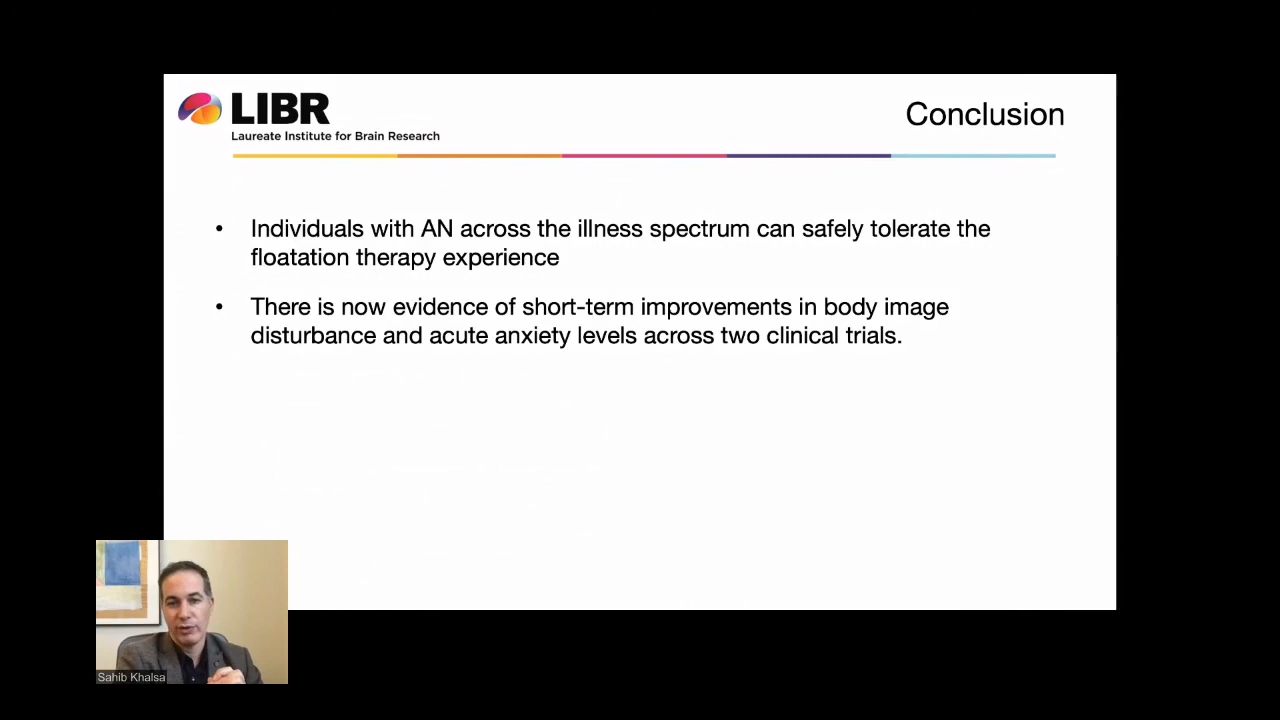 LIBR
Laureate Institute for Brain Research
Conclusion
• Individuals with AN across the illness spectrum can safely tolerate the
floatation therapy experience
• There is now evidence of short-term improvements in body image
disturbance and acute anxiety levels across two clinical trials.
Sahib Khalsa